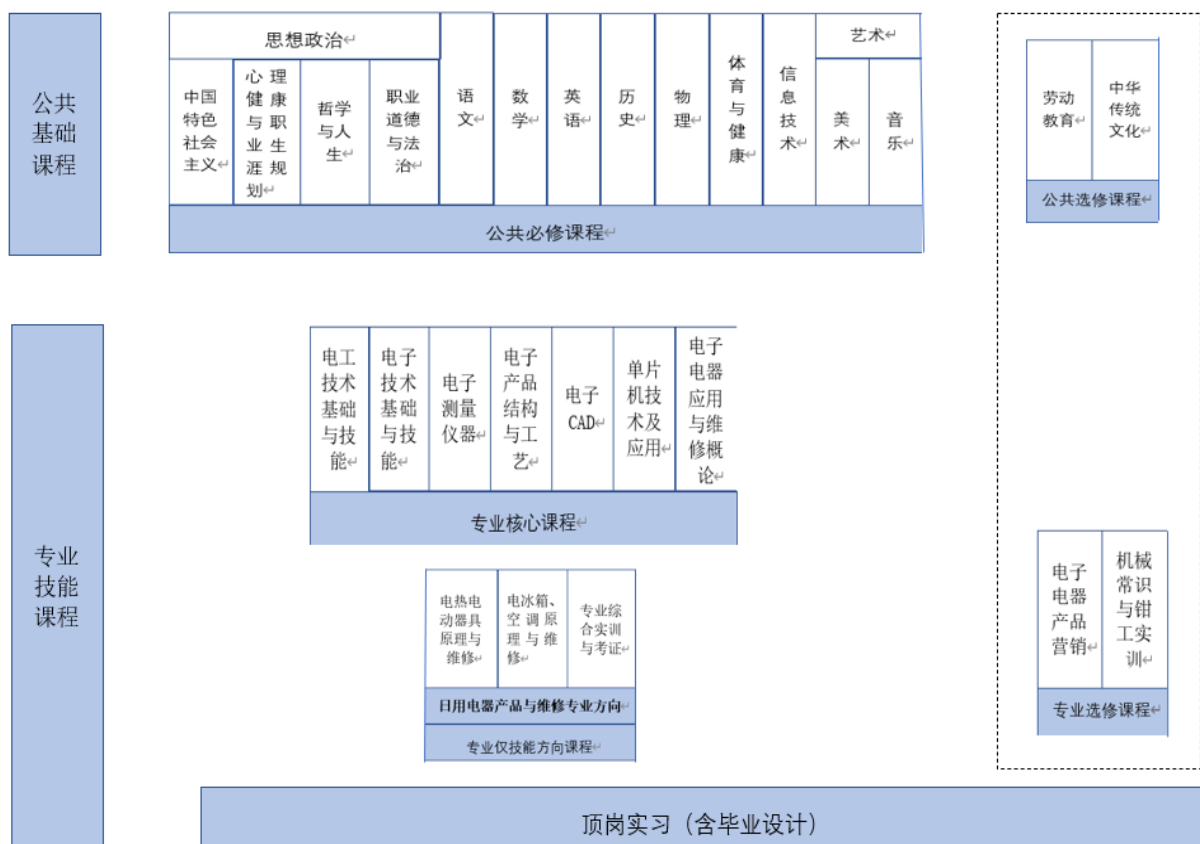 公共
基础
课程
思想政治
中国
特色
社会
主义
心理
健康
与职
业生
涯规
划
哲学
与人
生
职业
道德
与法
治
语
文
数
学
英
语
历
史
物
理
体
育
与
健
康
信
息
技
术
艺术
美
术
音
乐
公共必修课程
劳动
教育
中华
传统
文化
公共选修课程
专业
技能
课程
电工
技术
基础
与技
能
电子
技术
基础
与技
能
电子
测量
仪器
电子
产品
结构
与工
艺
电子
CAD
单片
机技
术及
应用
电子
电器
应用
与维
修概
论
专业核心课程
电热电
动器具
原理与
维修
电冰箱、
空调原
理与维
修
专业综
合实训
与考证
日用电器产品与维修专业方向
专业仅技能方向课程
电子
电器
产品
营销
机械
常识
与钳
工实
训
专业选修课程
顶岗实习（含毕业设计）